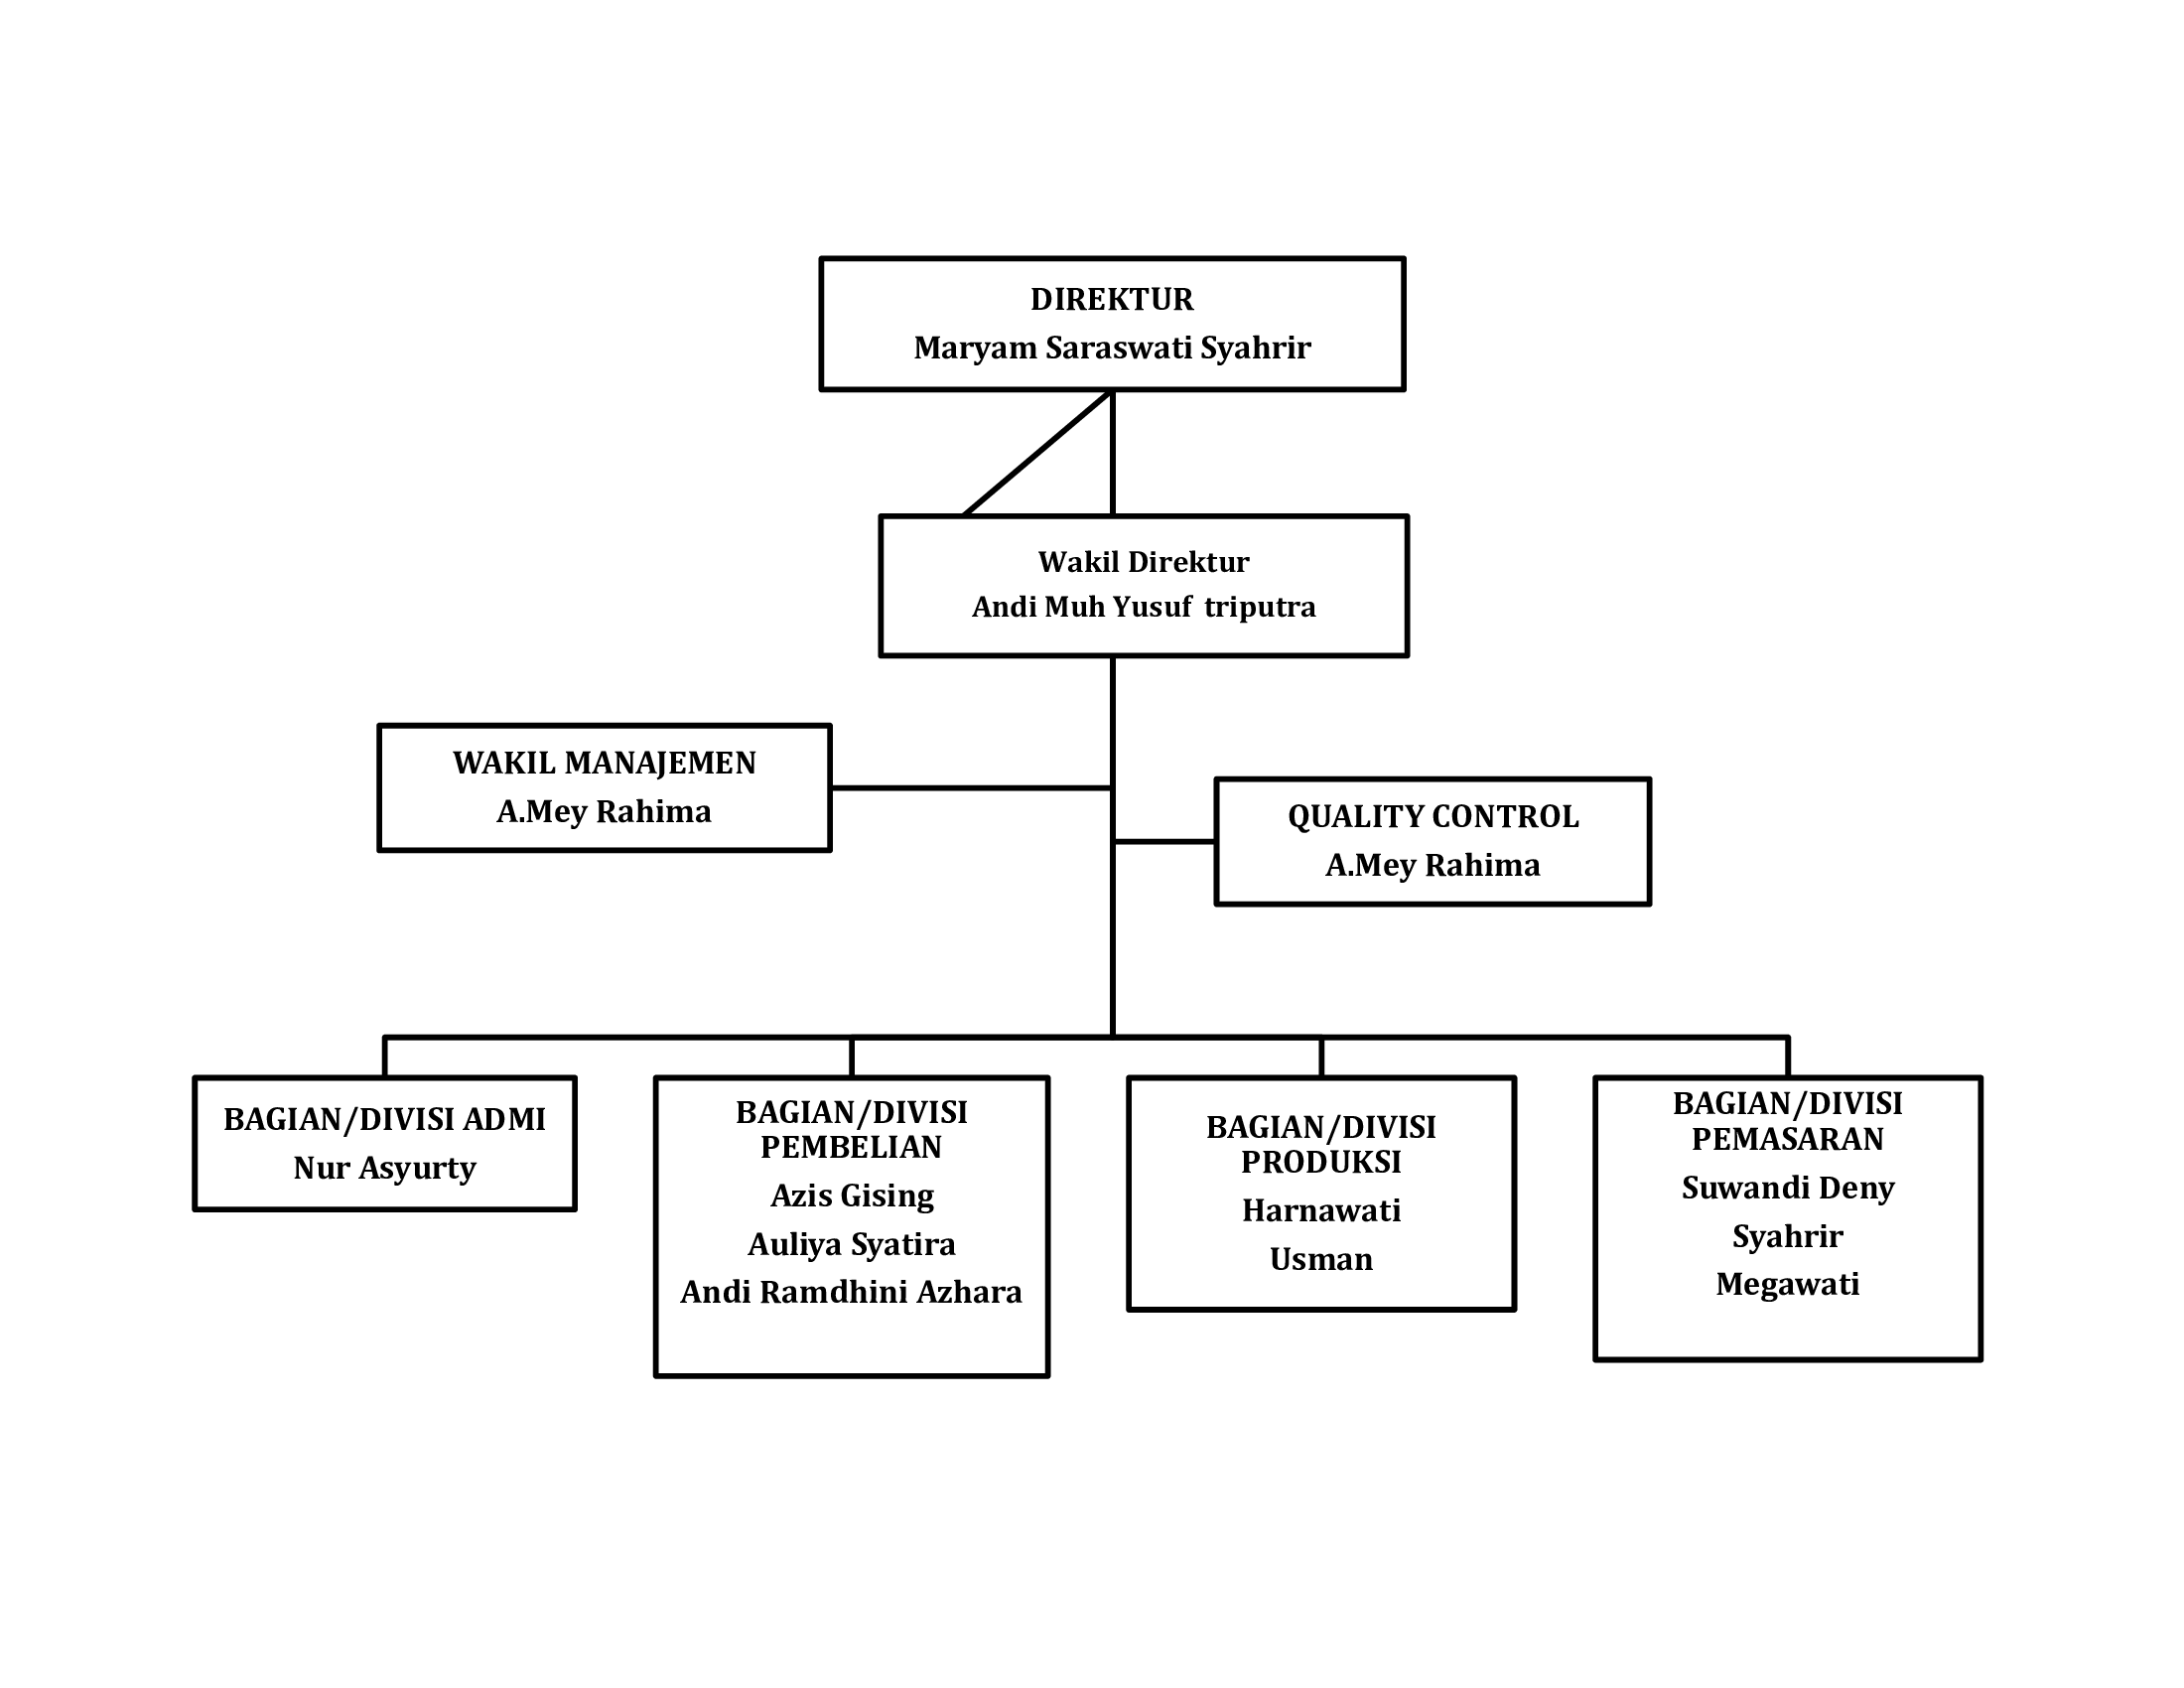 DIREKTUR
Maryam Saraswati Syahrir
Wakil Direktur
Andi Muh Yusuf  triputra
WAKIL MANAJEMEN
A.Mey Rahima
QUALITY CONTROL
A.Mey Rahima
BAGIAN/DIVISI ADMI
Nur Asyurty
BAGIAN/DIVISI
PEMBELIAN
Azis Gising
Auliya Syatira
Andi Ramdhini Azhara
BAGIAN/DIVISI
PRODUKSI
Harnawati
Usman
BAGIAN/DIVISI
PEMASARAN
Suwandi Deny
Syahrir
Megawati